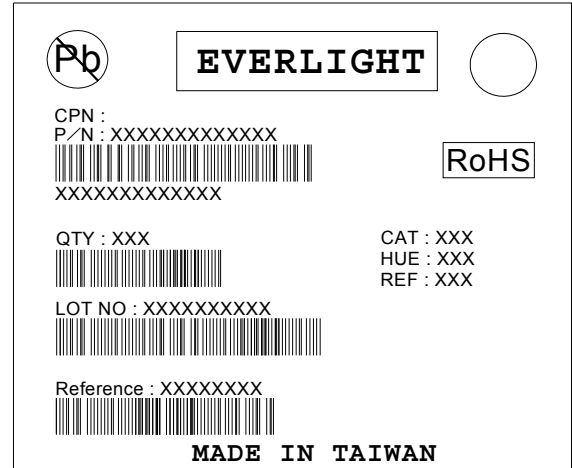 Pb
EVERLIGHT
CPN :
P/N : XXXXXXXXXXXXX
RoHS
XXXXXXXXXXXXX
QTY : XXX
CAT : XXX
HUE : XXX
REF : XXX
LOT NO : XXXXXXXXXX
Reference : XXXXXXXX
MADE IN TAIWAN